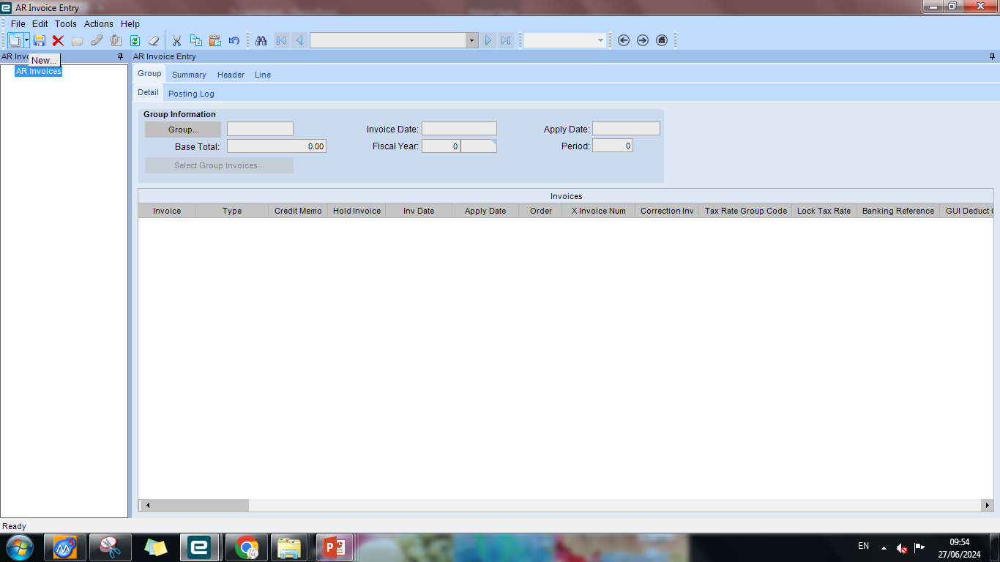 AR Invoice Entry
File Edit Tools Actions Help
AR Invo
AR Invoice Entry
New...
AR Invoices
Group Summary Header Line
Detail Posting Log
Group Information
Group... Invoice Date: Apply Date:
Base Total: 0.00 Fiscal Year: 0 Period: 0
Select Group Invoices...
Invoices
Invoice Type Credit Memo Hold Invoice Inv Date Apply Date Order X Invoice Num Correction Inv Tax Rate Group Code Lock Tax Rate Banking Reference GUI Deduct
Ready
EN 09:54
27/06/2024